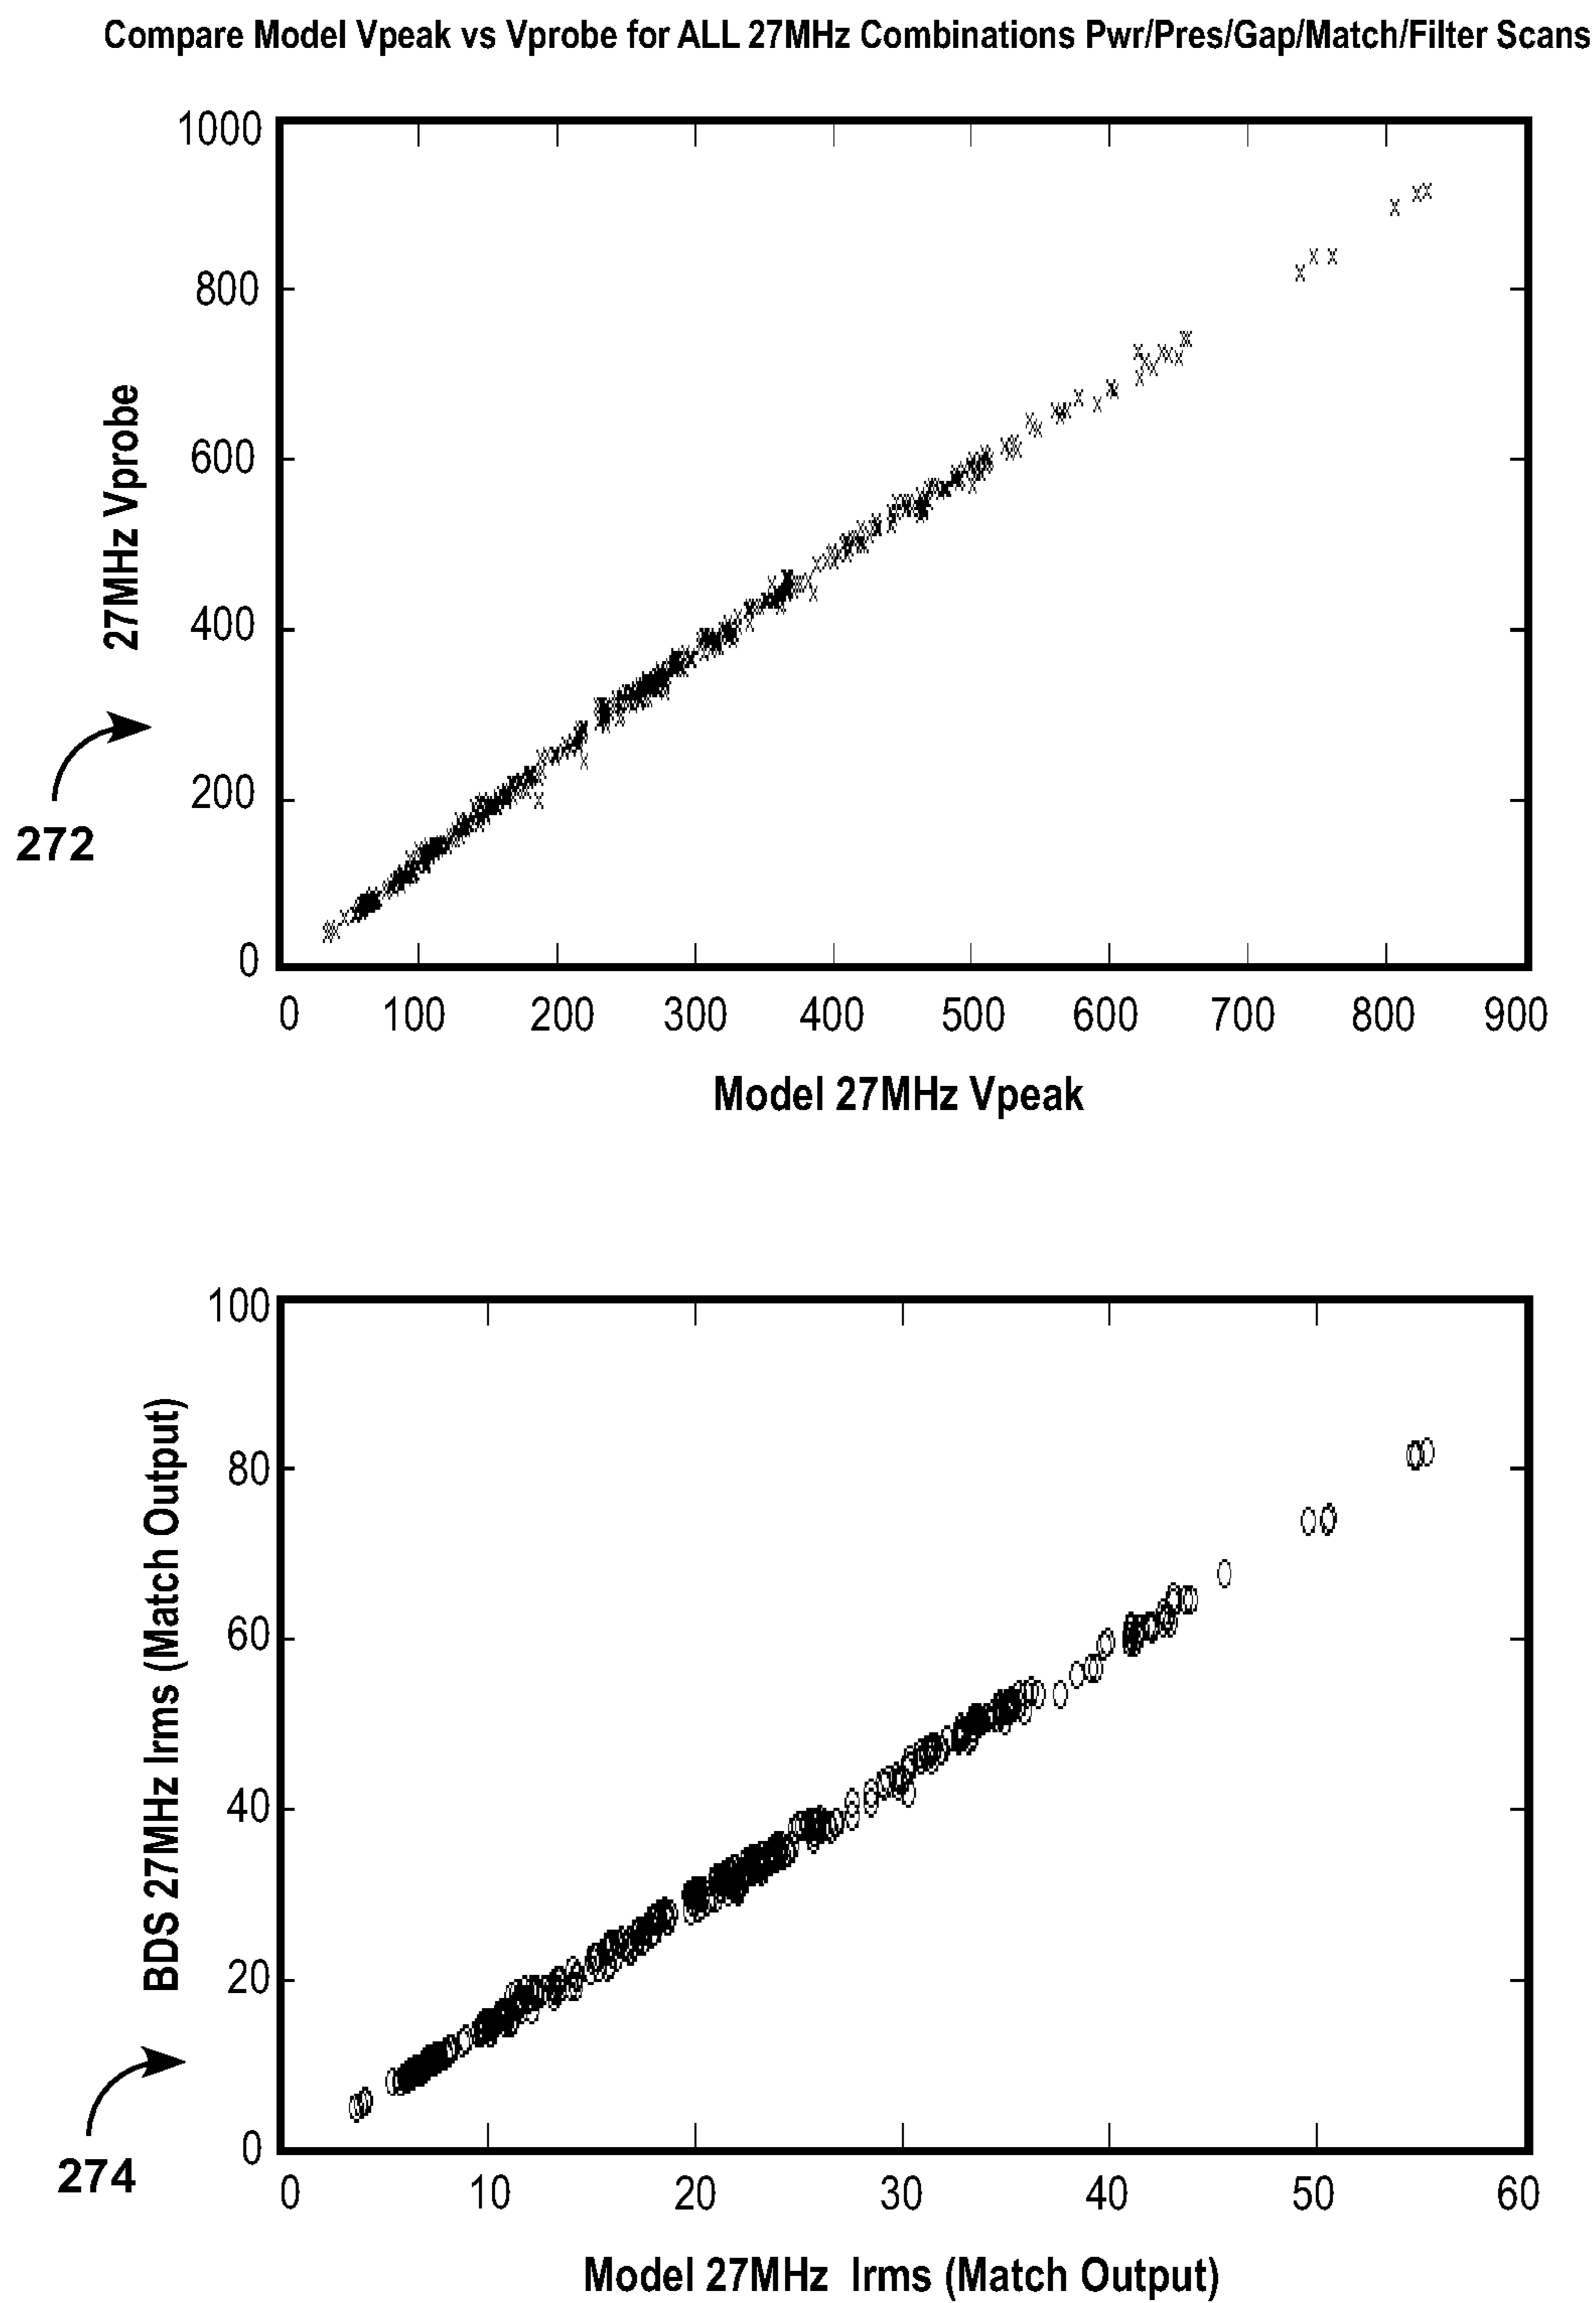 Compare Model Vpeak vs Vprobe for ALL 27MHz Combinations Pwr/Pres/Gap/Match/Filter Scans
1000
800
600
400
200
0
27MHz Vprobe
272
0 100 200 300 400 500 600 700 800 900
Model 27MHz Vpeak
100
80
60
40
20
0
BDS 27MHz Irms (Match Output)
274
0 10 20 30 40 50 60
Model 27MHz Irms (Match Output)